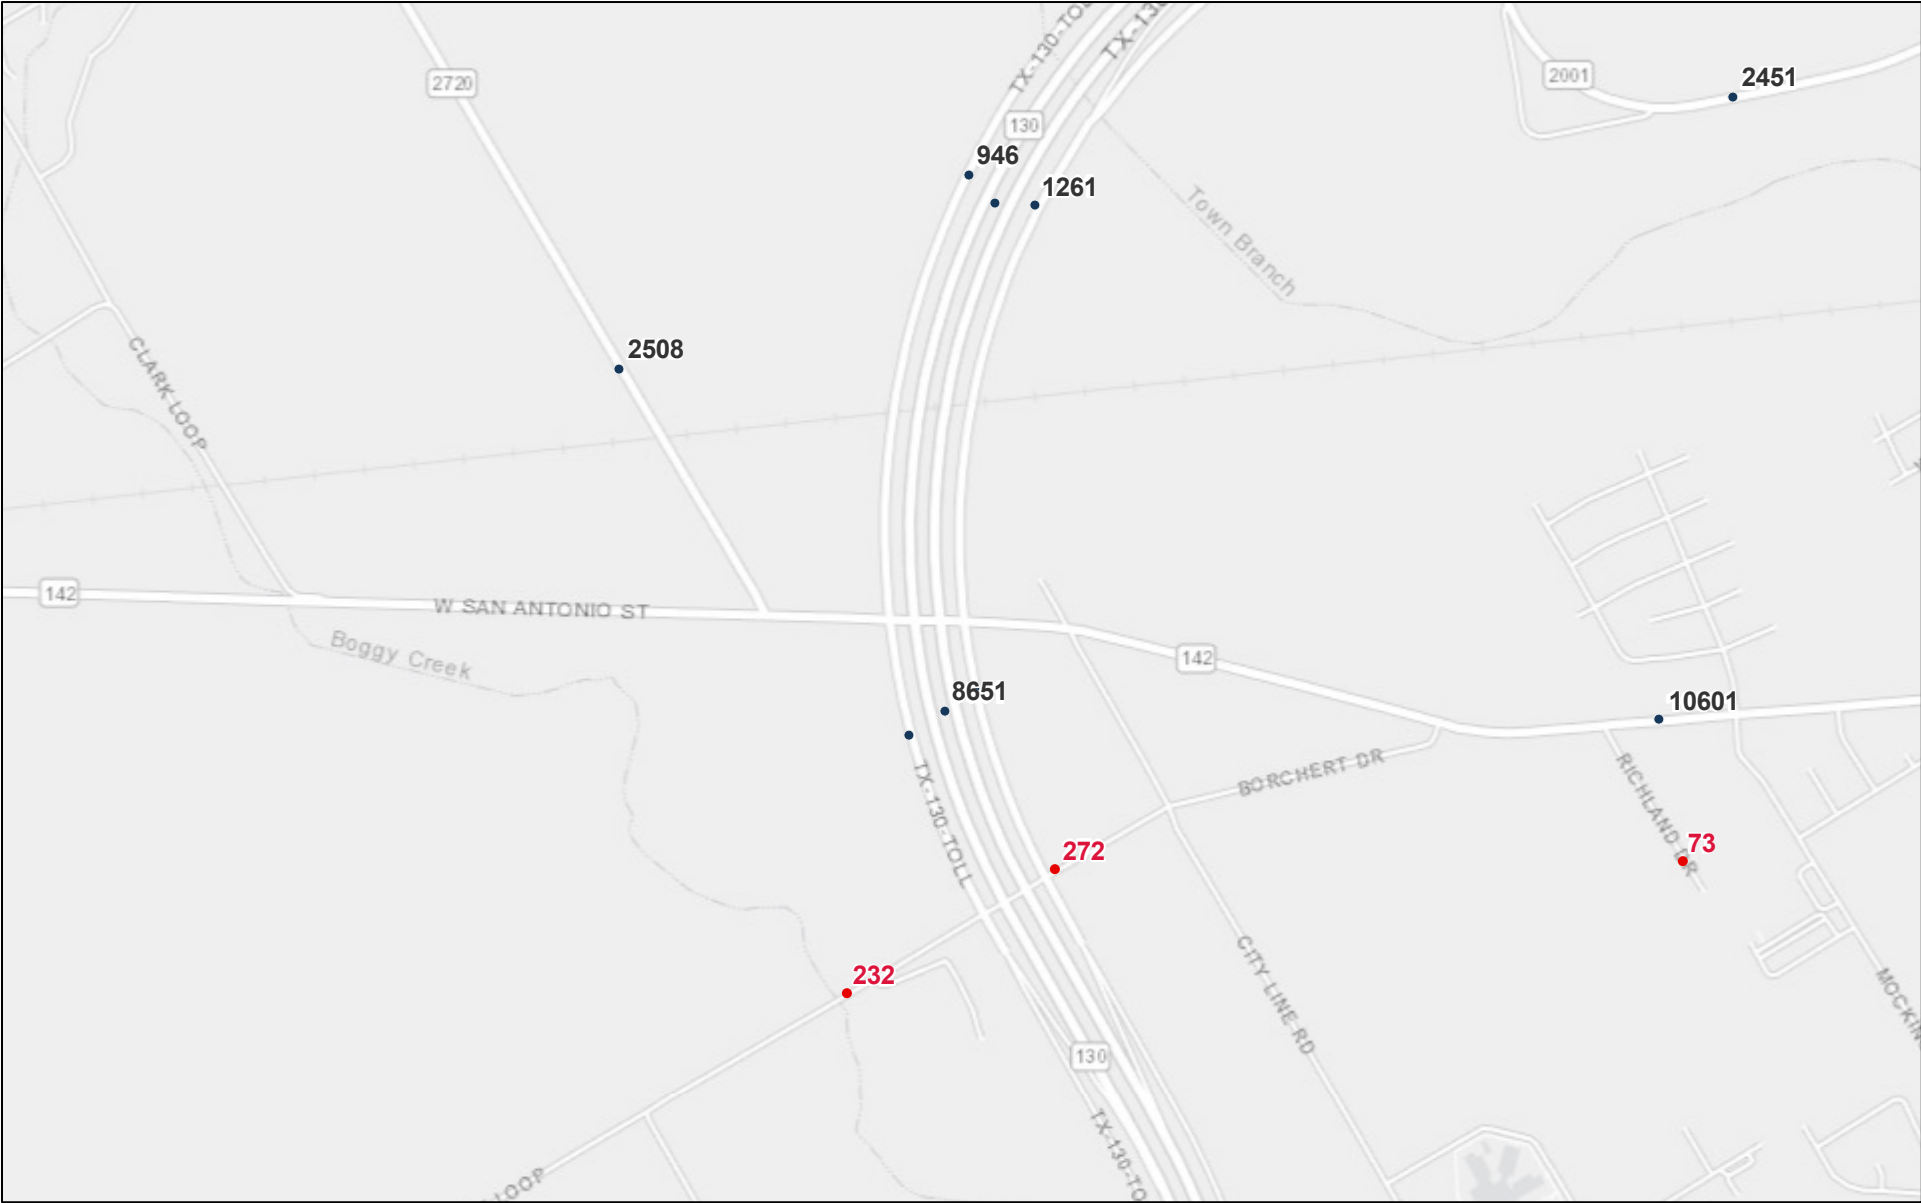 TX-130-TOL
TX-130
2720
2001
2451
130
946
1261
Town Branch
2508
CLARK LOOP
142
W SAN ANTONIO ST
Boggy Creek
142
8651
10601
BORCHERT DR
TX-130-TOLL
RICHLAND DR
272
73
232
CITY LINE RD
MOCKIN
130
TX-130-TO
LOOP